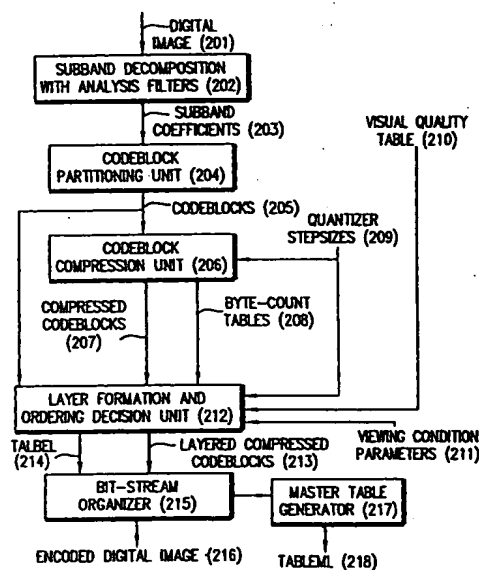 DIGITAL
IMAGE (201)
SUBBAND DECOMPOSITION
WITH ANALYSIS FILTERS (202)
SUBBAND
COEFFICIENTS (203)
VISUAL QUALITY
TABLE (210)
CODEBLOCK
PARTITIONING UNIT (204)
CODEBLOCKS (205)
QUANTIZER
STEPSIZES (209)
CODEBLOCK
COMPRESSION UNIT (206)
COMPRESSED
CODEBLOCKS
(207)
BYTE-COUNT
TABLES (208)
LAYER FORMATION AND
ORDERING DECISION UNIT (212)
VIEWING CONDITION
PARAMETERS (211)
TALBEL
(214)
LAYERED COMPRESSED
CODEBLOCKS (213)
BIT-STREAM
ORGANIZER (215)
MASTER TABLE
GENERATOR (217)
ENCODED DIGITAL IMAGE (216)
TABLEML (218)